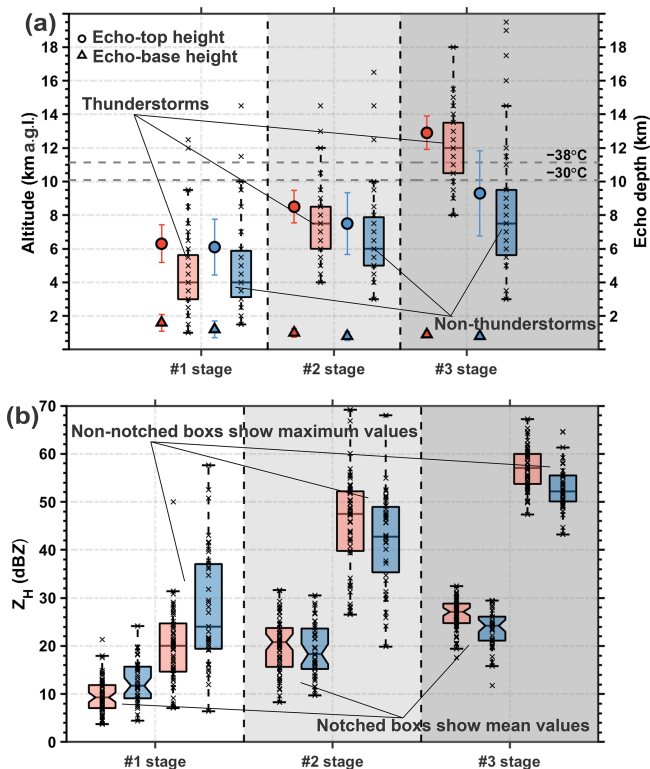 (a)
Echo-top height
Echo-base height
Thunderstorms
Non-thunderstorms
−38°C
−30°C
Altitude (km a.g.l.)
18
16
14
12
10
8
6
4
2
Echo depth (km)
18
16
14
12
10
8
6
4
2
#1 stage
#2 stage
#3 stage
(b)
Non-notched boxs show maximum values
Notched boxs show mean values
Z_H (dBZ)
70
60
50
40
30
20
10
0
#1 stage
#2 stage
#3 stage